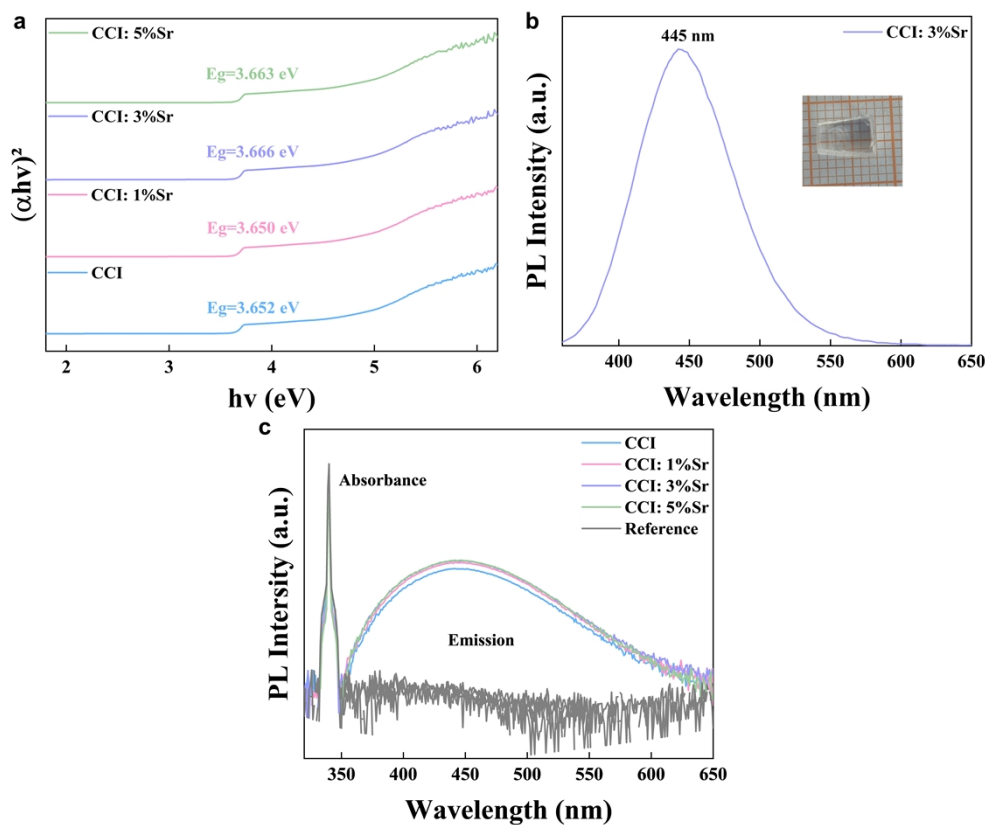 a
CCI: 5%Sr
Eg=3.663 eV
CCI: 3%Sr
Eg=3.666 eV
CCI: 1%Sr
Eg=3.650 eV
CCI
Eg=3.652 eV
(αhv)²
2 3 4 5 6
hv (eV)
b
445 nm
CCI: 3%Sr
PL Intensity (a.u.)
400 450 500 550 600 650
Wavelength (nm)
c
Absorbance
CCI
CCI: 1%Sr
CCI: 3%Sr
CCI: 5%Sr
Reference
Emission
PL Intersity (a.u.)
350 400 450 500 550 600 650
Wavelength (nm)